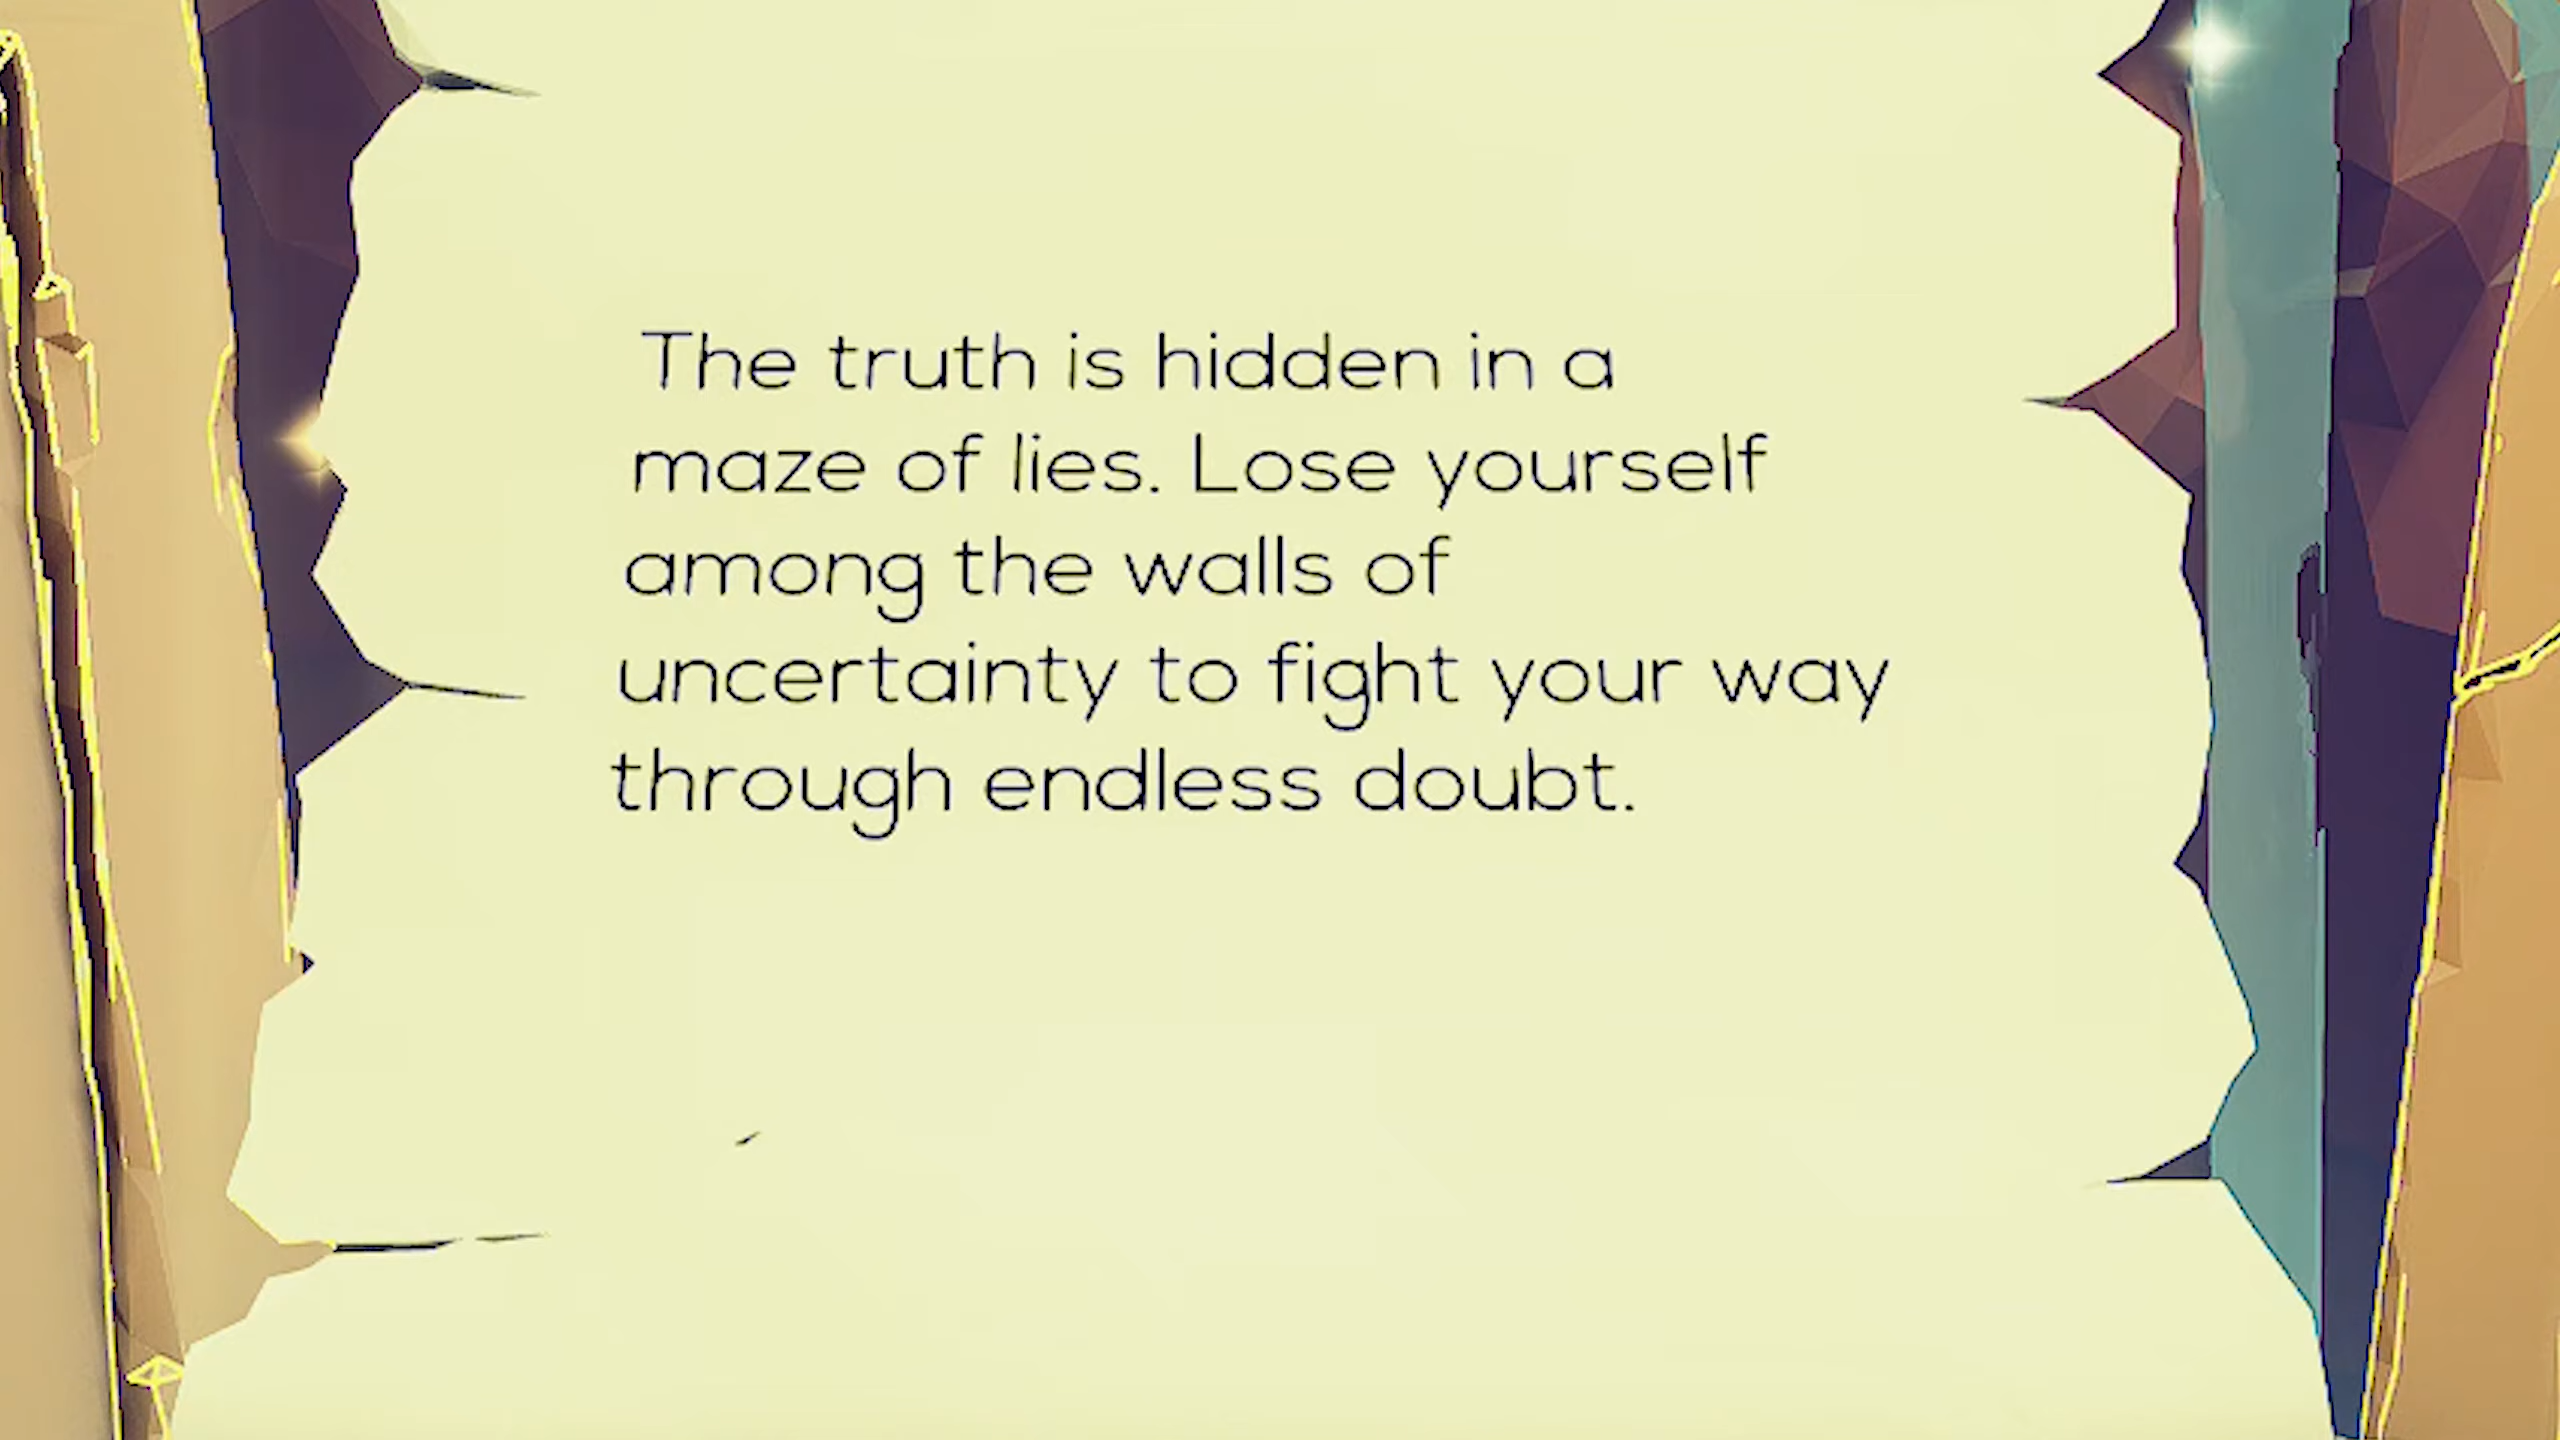 The truth is hidden in a
maze of lies. Lose yourself
among the walls of
uncertainty to fight your way
through endless doubt.